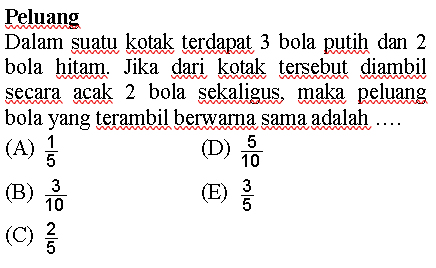 Peluang
Dalam suatu kotak terdapat 3 bola putih dan 2
bola hitam. Jika dari kotak tersebut diambil
secara acak 2 bola sekaligus, maka peluang
bola yang terambil berwarna sama adalah ….
(A) 1/5 (D) 5/10
(B) 3/10 (E) 3/5
(C) 2/5